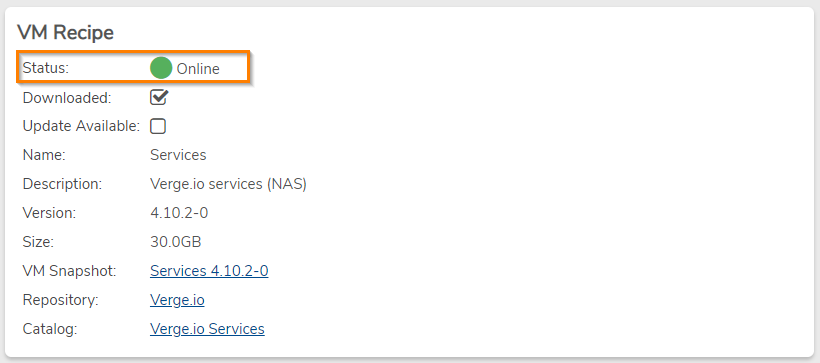 VM Recipe
Status: Online
Downloaded:
Update Available:
Name: Services
Description: Verge.io services (NAS)
Version: 4.10.2-0
Size: 30.0GB
VM Snapshot: Services 4.10.2-0
Repository: Verge.io
Catalog: Verge.io Services